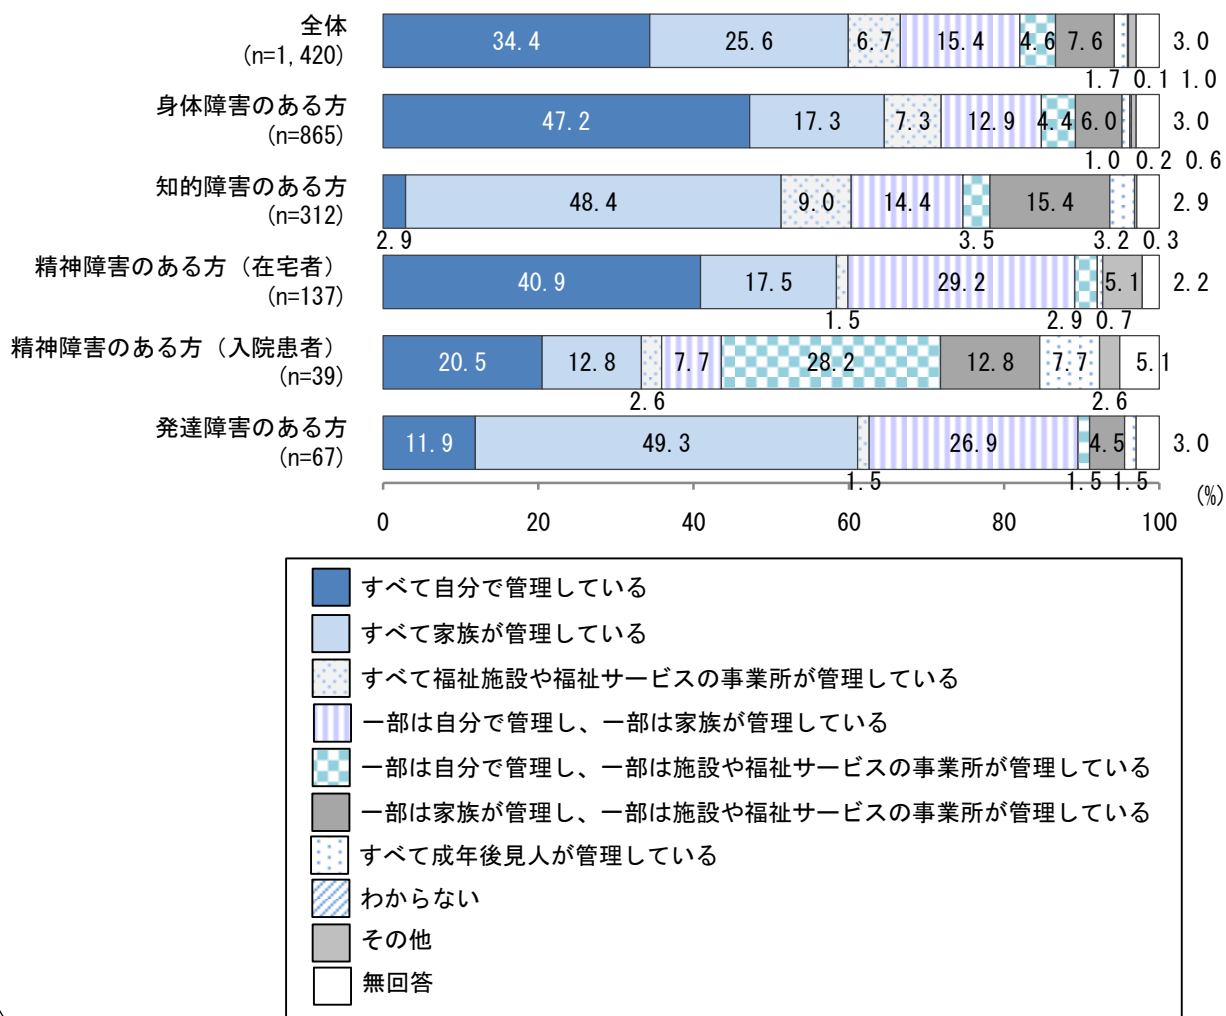 全体
(n=1,420)
34.4 25.6 6.7 15.4 4.6 7.6 3.0
1.7 0.1 1.0
身体障害のある方
(n=865)
47.2 17.3 7.3 12.9 4.4 6.0 3.0
1.0 0.2 0.6
知的障害のある方
(n=312)
48.4 9.0 14.4 15.4 2.9
2.9 3.5 3.2 0.3
精神障害のある方（在宅者）
(n=137)
40.9 17.5 29.2 5.1 2.2
1.5 2.9 0.7
精神障害のある方（入院患者）
(n=39)
20.5 12.8 7.7 28.2 12.8 7.7 5.1
2.6 2.6
発達障害のある方
(n=67)
11.9 49.3 26.9 4.5 3.0
1.5 1.5 1.5
(%)
0 20 40 60 80 100
すべて自分で管理している
すべて家族が管理している
すべて福祉施設や福祉サービスの事業所が管理している
一部は自分で管理し、一部は家族が管理している
一部は自分で管理し、一部は施設や福祉サービスの事業所が管理している
一部は家族が管理し、一部は施設や福祉サービスの事業所が管理している
すべて成年後見人が管理している
わからない
その他
無回答